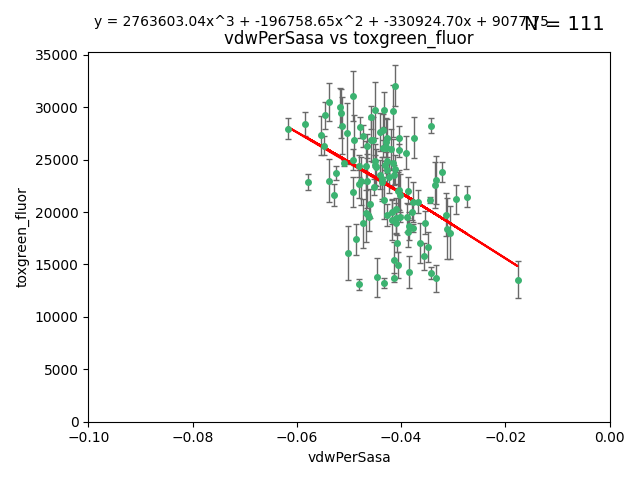 y = 2763603.04x^3 + -196758.65x^2 + -330924.70x +
N = 111
vdwPerSasa vs toxgreen_fluor
35000
30000
25000
20000
15000
10000
5000
0
toxgreen_fluor
−0.10 −0.08 −0.06 −0.04 −0.02 0.00
vdwPerSasa